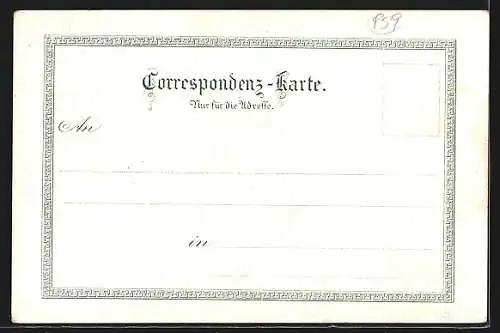 P39
Correspondenz-Karte.
Nur für die Adresse.
An
in